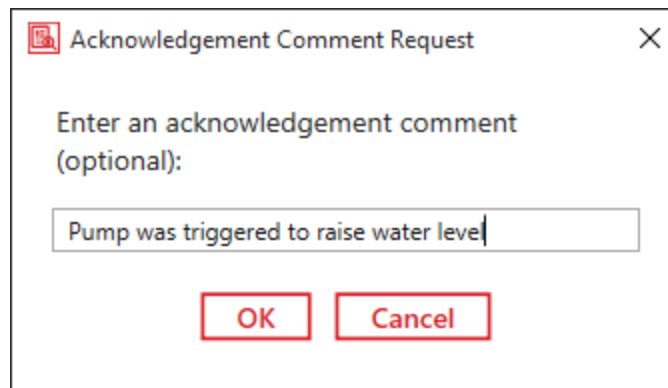 Acknowledgement Comment Request
Enter an acknowledgement comment
(optional):
Pump was triggered to raise water level
OK Cancel